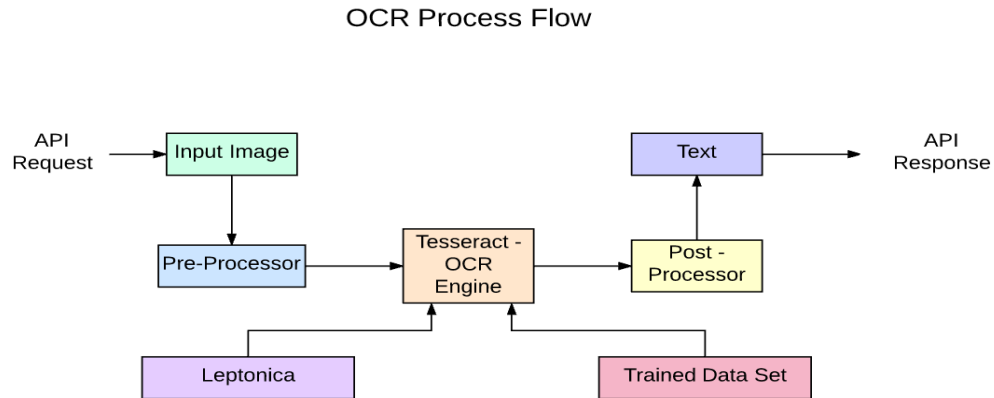 OCR Process Flow
API
Request
Input Image
Text
API
Response
Pre-Processor
Tesseract -
OCR
Engine
Post -
Processor
Leptonica
Trained Data Set